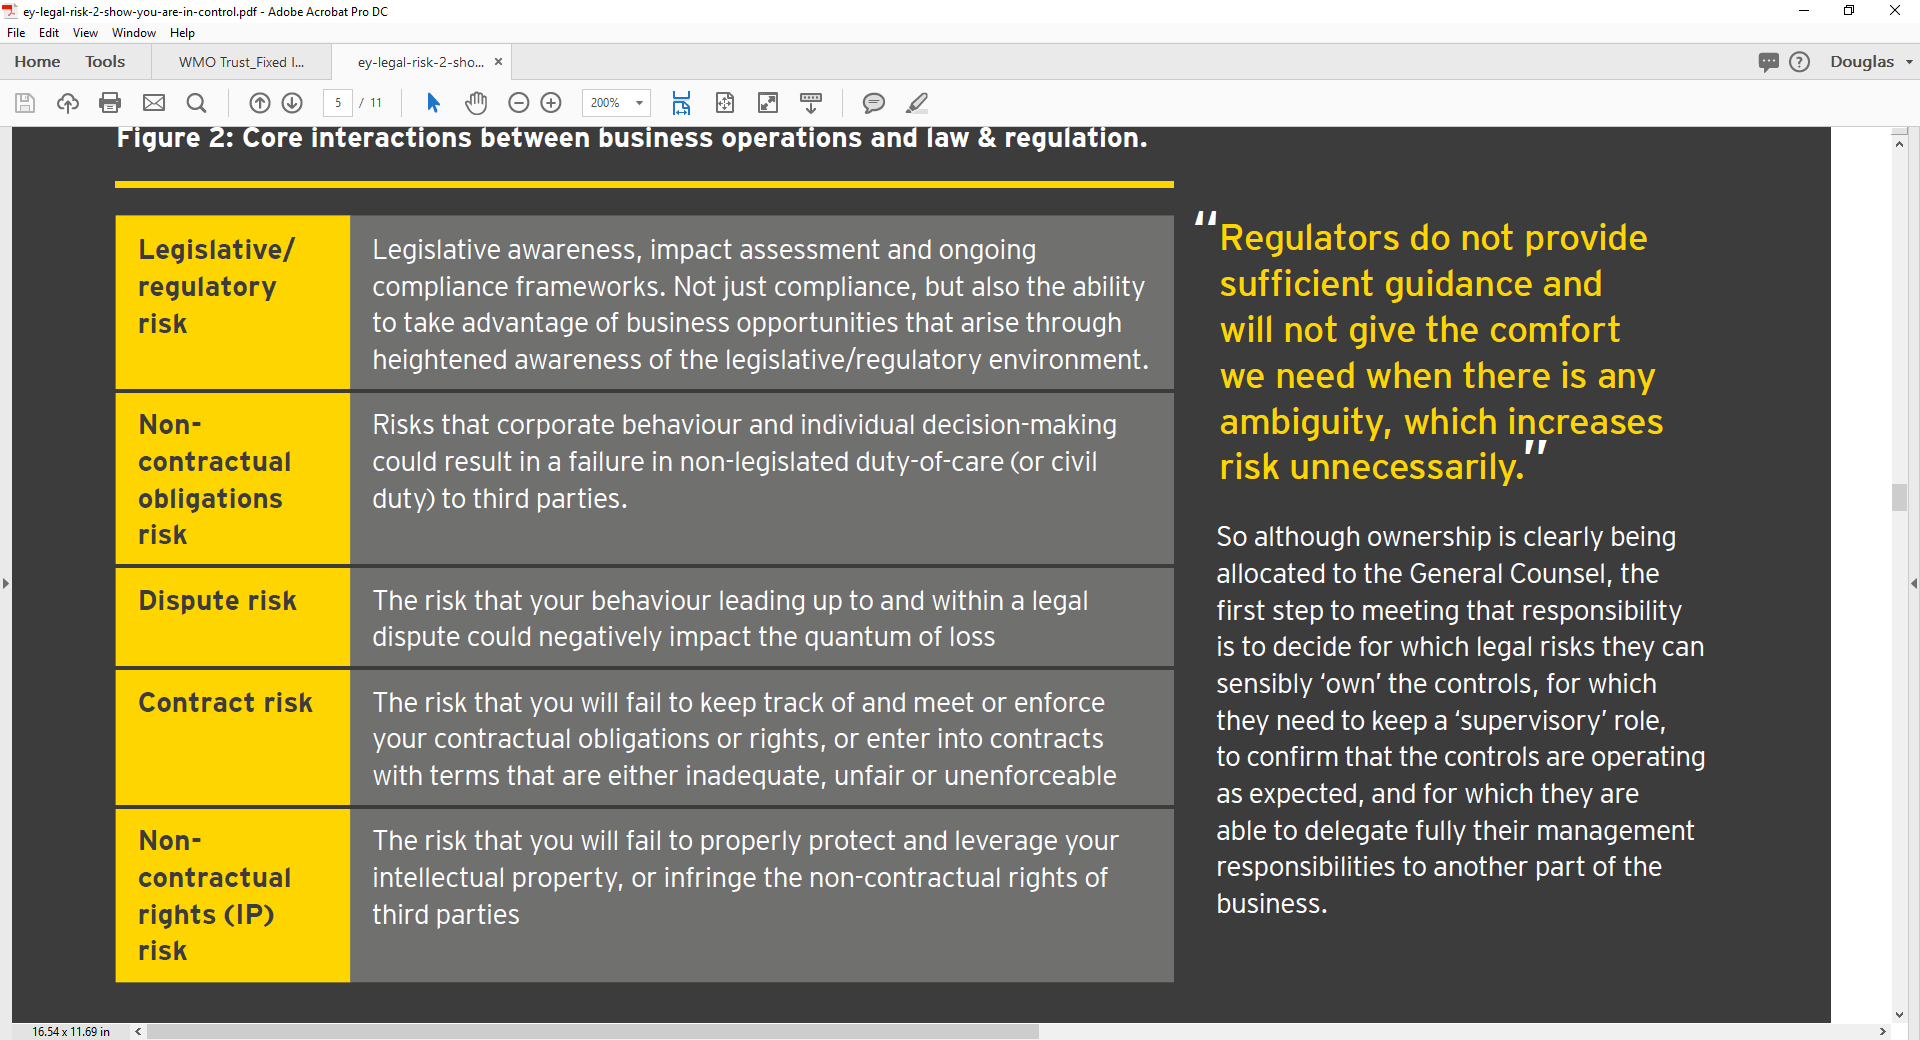 ey-legal-risk-2-show-you-are-in-control.pdf - Adobe Acrobat Pro DC
File Edit View Window Help
Home Tools WMO Trust_Fixed I... ey-legal-risk-2-sho... × Douglas
5 / 11 200%
Figure 2: Core interactions between business operations and law & regulation.
Legislative/
regulatory
risk
Legislative awareness, impact assessment and ongoing
compliance frameworks. Not just compliance, but also the ability
to take advantage of business opportunities that arise through
heightened awareness of the legislative/regulatory environment.
Non-
contractual
obligations
risk
Risks that corporate behaviour and individual decision-making
could result in a failure in non-legislated duty-of-care (or civil
duty) to third parties.
Dispute risk
The risk that your behaviour leading up to and within a legal
dispute could negatively impact the quantum of loss
Contract risk
The risk that you will fail to keep track of and meet or enforce
your contractual obligations or rights, or enter into contracts
with terms that are either inadequate, unfair or unenforceable
Non-
contractual
rights (IP)
risk
The risk that you will fail to properly protect and leverage your
intellectual property, or infringe the non-contractual rights of
third parties
“Regulators do not provide
sufficient guidance and
will not give the comfort
we need when there is any
ambiguity, which increases
risk unnecessarily.”
So although ownership is clearly being
allocated to the General Counsel, the
first step to meeting that responsibility
is to decide for which legal risks they can
sensibly ‘own’ the controls, for which
they need to keep a ‘supervisory’ role,
to confirm that the controls are operating
as expected, and for which they are
able to delegate fully their management
responsibilities to another part of the
business.
16.54 x 11.69 in